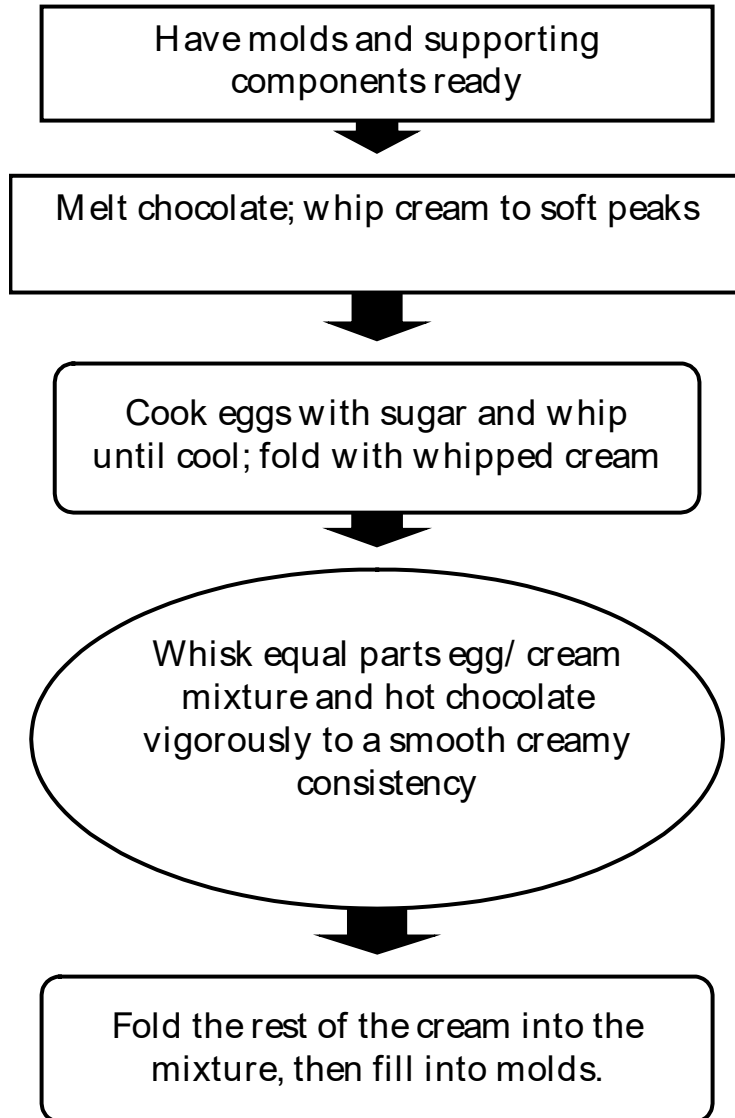 Have molds and supporting
components ready
Melt chocolate; whip cream to soft peaks
Cook eggs with sugar and whip
until cool; fold with whipped cream
Whisk equal parts egg/ cream
mixture and hot chocolate
vigorously to a smooth creamy
consistency
Fold the rest of the cream into the
mixture, then fill into molds.